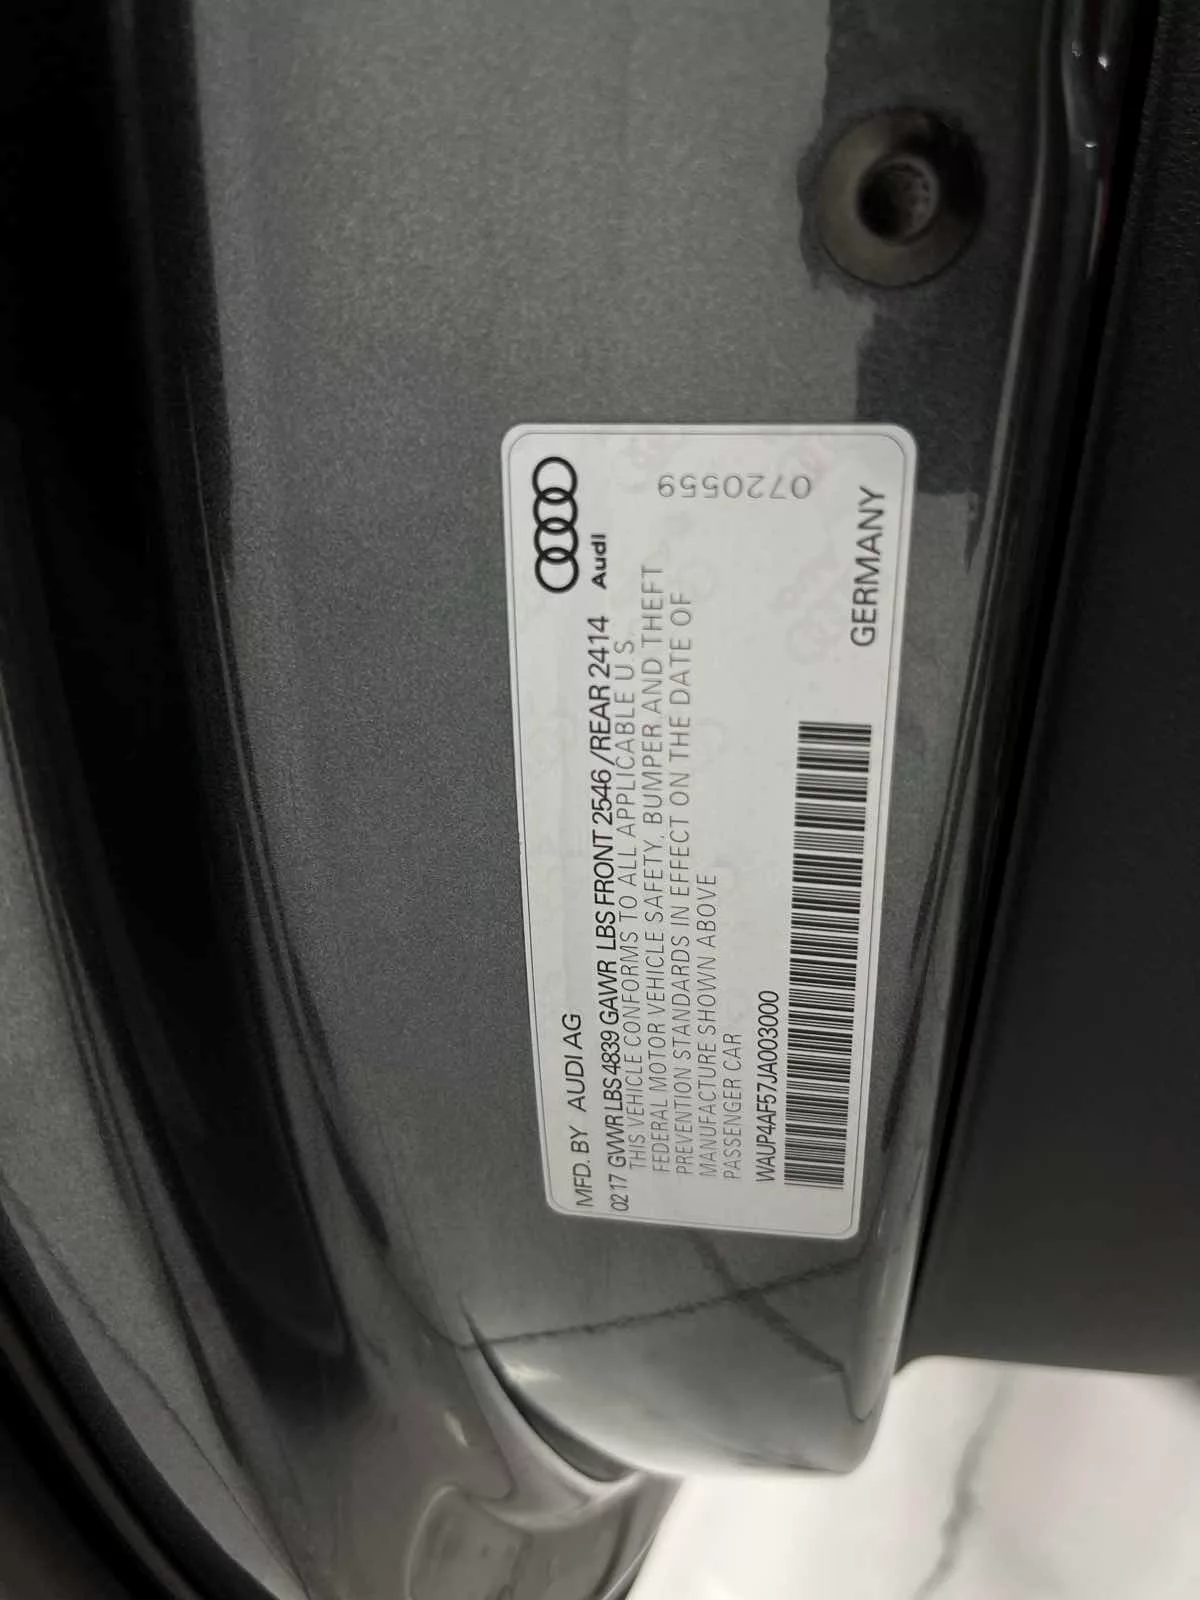 MFD. BY AUDI AG
0217 GVWR LBS 4839 GAWR LBS FRONT 2546 /REAR 2414
Audi
THIS VEHICLE CONFORMS TO ALL APPLICABLE U.S.
FEDERAL MOTOR VEHICLE SAFETY, BUMPER AND THEFT
PREVENTION STANDARDS IN EFFECT ON THE DATE OF
MANUFACTURE SHOWN ABOVE
PASSENGER CAR
0720559
WAUP4AF57JA003000
GERMANY